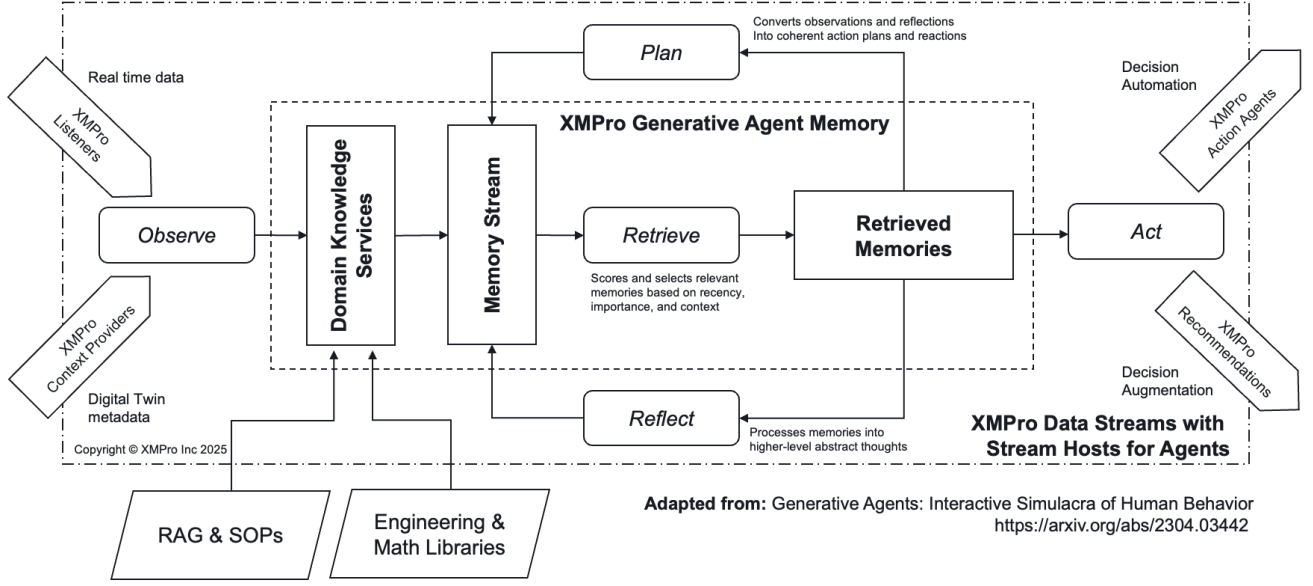 Converts observations and reflections
Into coherent action plans and reactions
Plan
Real time data
XMPro
Listeners
Decision
Automation
XMPro
Action Agents
XMPro Generative Agent Memory
Observe
Domain Knowledge
Services
Memory Stream
Retrieve
Scores and selects relevant
memories based on recency,
importance, and context
Retrieved
Memories
Act
XMPro
Context Providers
Digital Twin
metadata
XMPro
Recommendations
Decision
Augmentation
Reflect
Processes memories into
higher-level abstract thoughts
XMPro Data Streams with
Stream Hosts for Agents
Copyright © XMPro Inc 2025
RAG & SOPs
Engineering &
Math Libraries
Adapted from: Generative Agents: Interactive Simulacra of Human Behavior
https://arxiv.org/abs/2304.03442